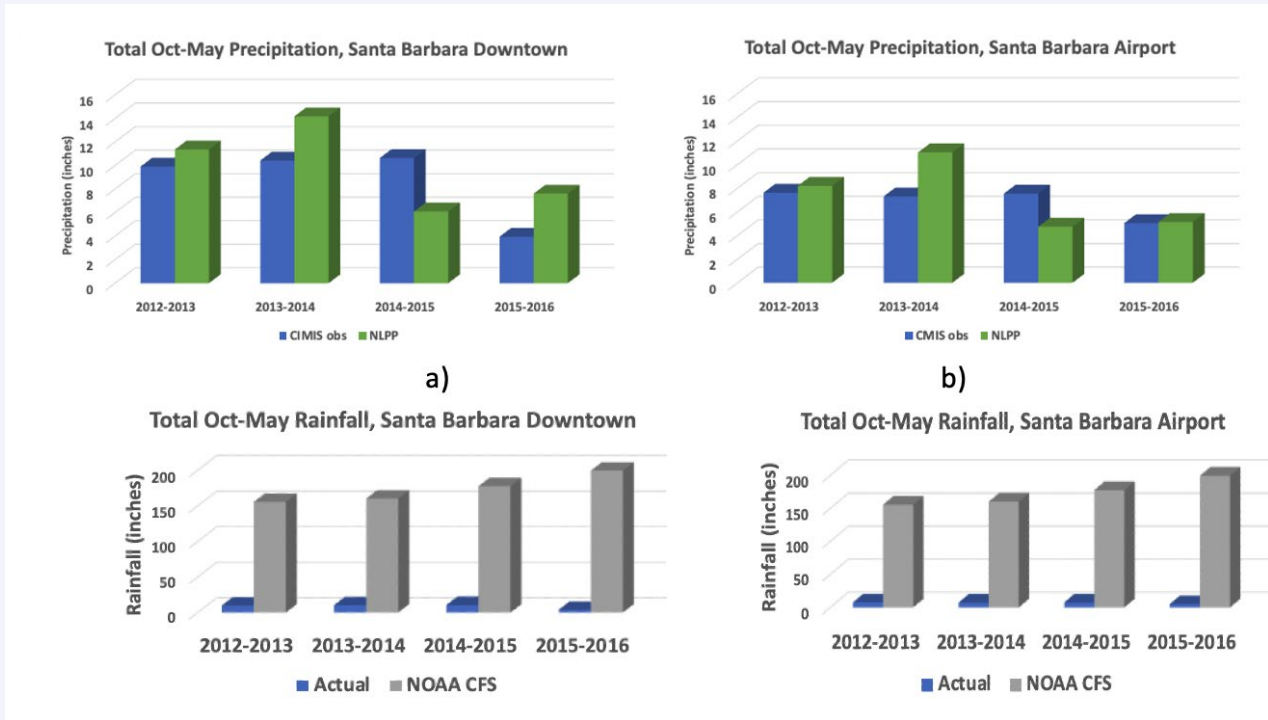 Total Oct-May Precipitation, Santa Barbara Downtown
Precipitation (inches)
16
14
12
10
8
6
4
2
0
2012-2013 2013-2014 2014-2015 2015-2016
CIMIS obs NLPP
a)
Total Oct-May Precipitation, Santa Barbara Airport
Precipitation (inches)
16
14
12
10
8
6
4
2
0
2012-2013 2013-2014 2014-2015 2015-2016
CMIS obs NLPP
b)
Total Oct-May Rainfall, Santa Barbara Downtown
Rainfall (inches)
200
150
100
50
0
2012-2013 2013-2014 2014-2015 2015-2016
Actual NOAA CFS
Total Oct-May Rainfall, Santa Barbara Airport
Rainfall (inches)
200
150
100
50
0
2012-2013 2013-2014 2014-2015 2015-2016
Actual NOAA CFS